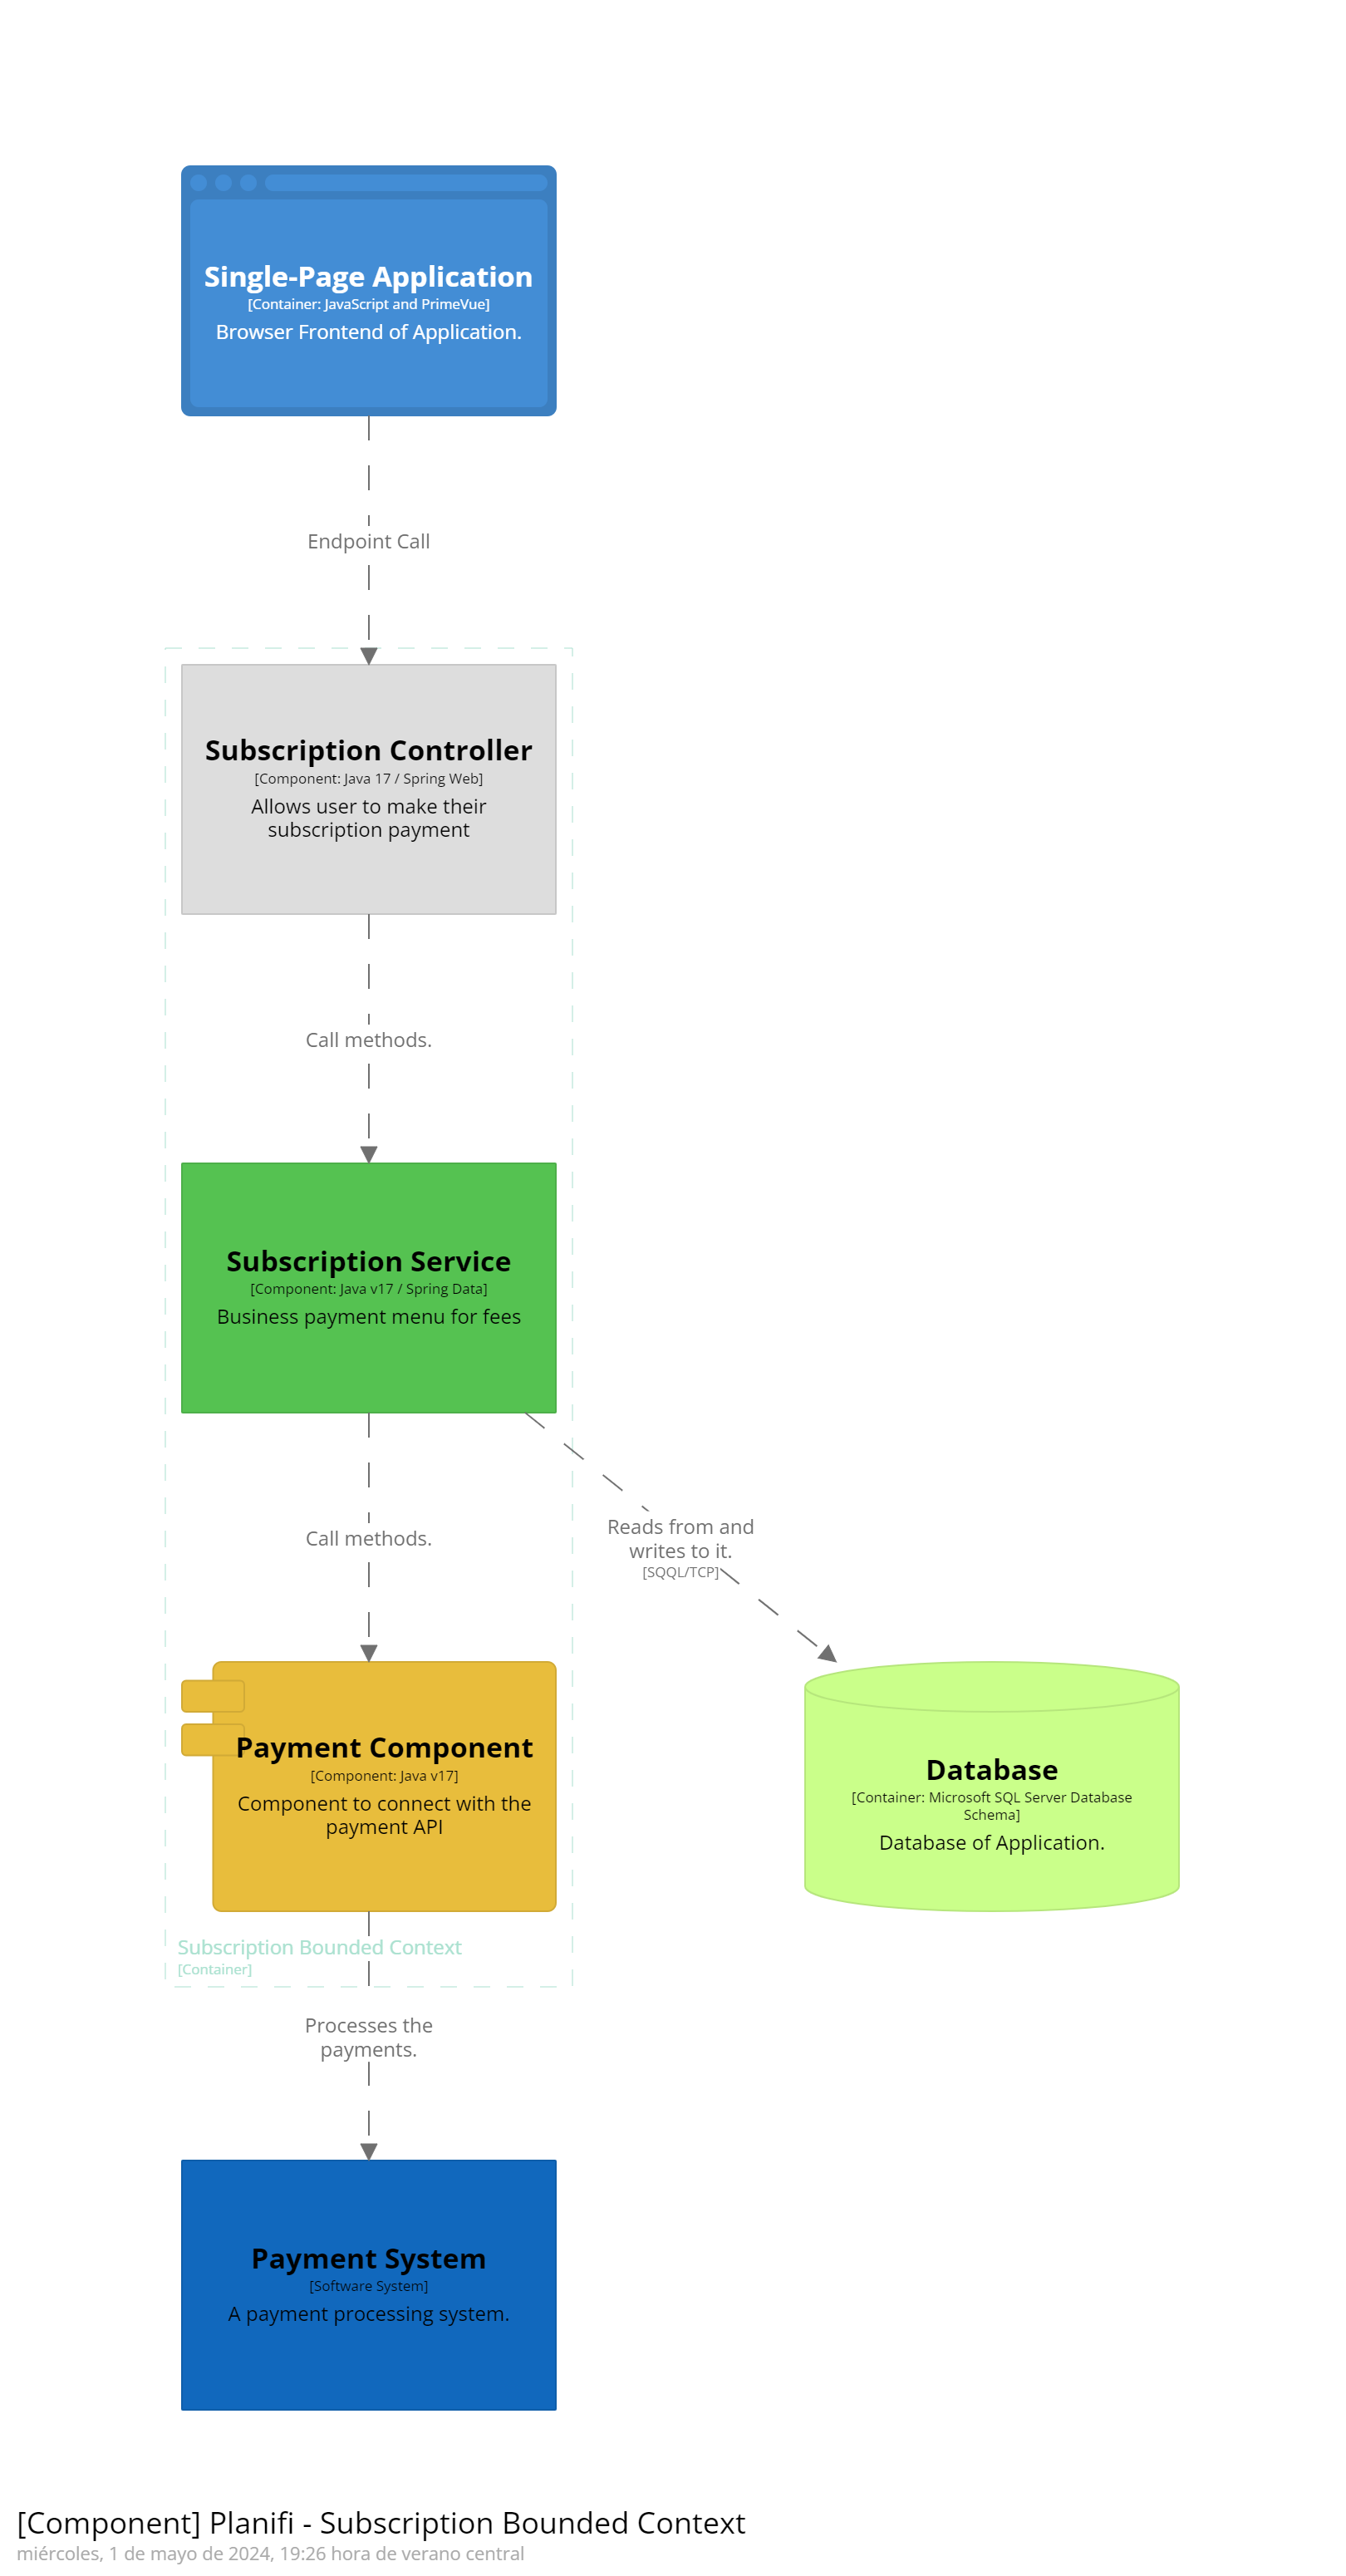 Single-Page Application
[Container: JavaScript and PrimeVue]
Browser Frontend of Application.
Endpoint Call
Subscription Controller
[Component: Java 17 / Spring Web]
Allows user to make their
subscription payment
Call methods.
Subscription Service
[Component: Java v17 / Spring Data]
Business payment menu for fees
Call methods.
Reads from and
writes to it.
[SQQL/TCP]
Payment Component
[Component: Java v17]
Component to connect with the
payment API
Database
[Container: Microsoft SQL Server Database
Schema]
Database of Application.
Subscription Bounded Context
[Container]
Processes the
payments.
Payment System
[Software System]
A payment processing system.
[Component] Planifi - Subscription Bounded Context
miércoles, 1 de mayo de 2024, 19:26 hora de verano central